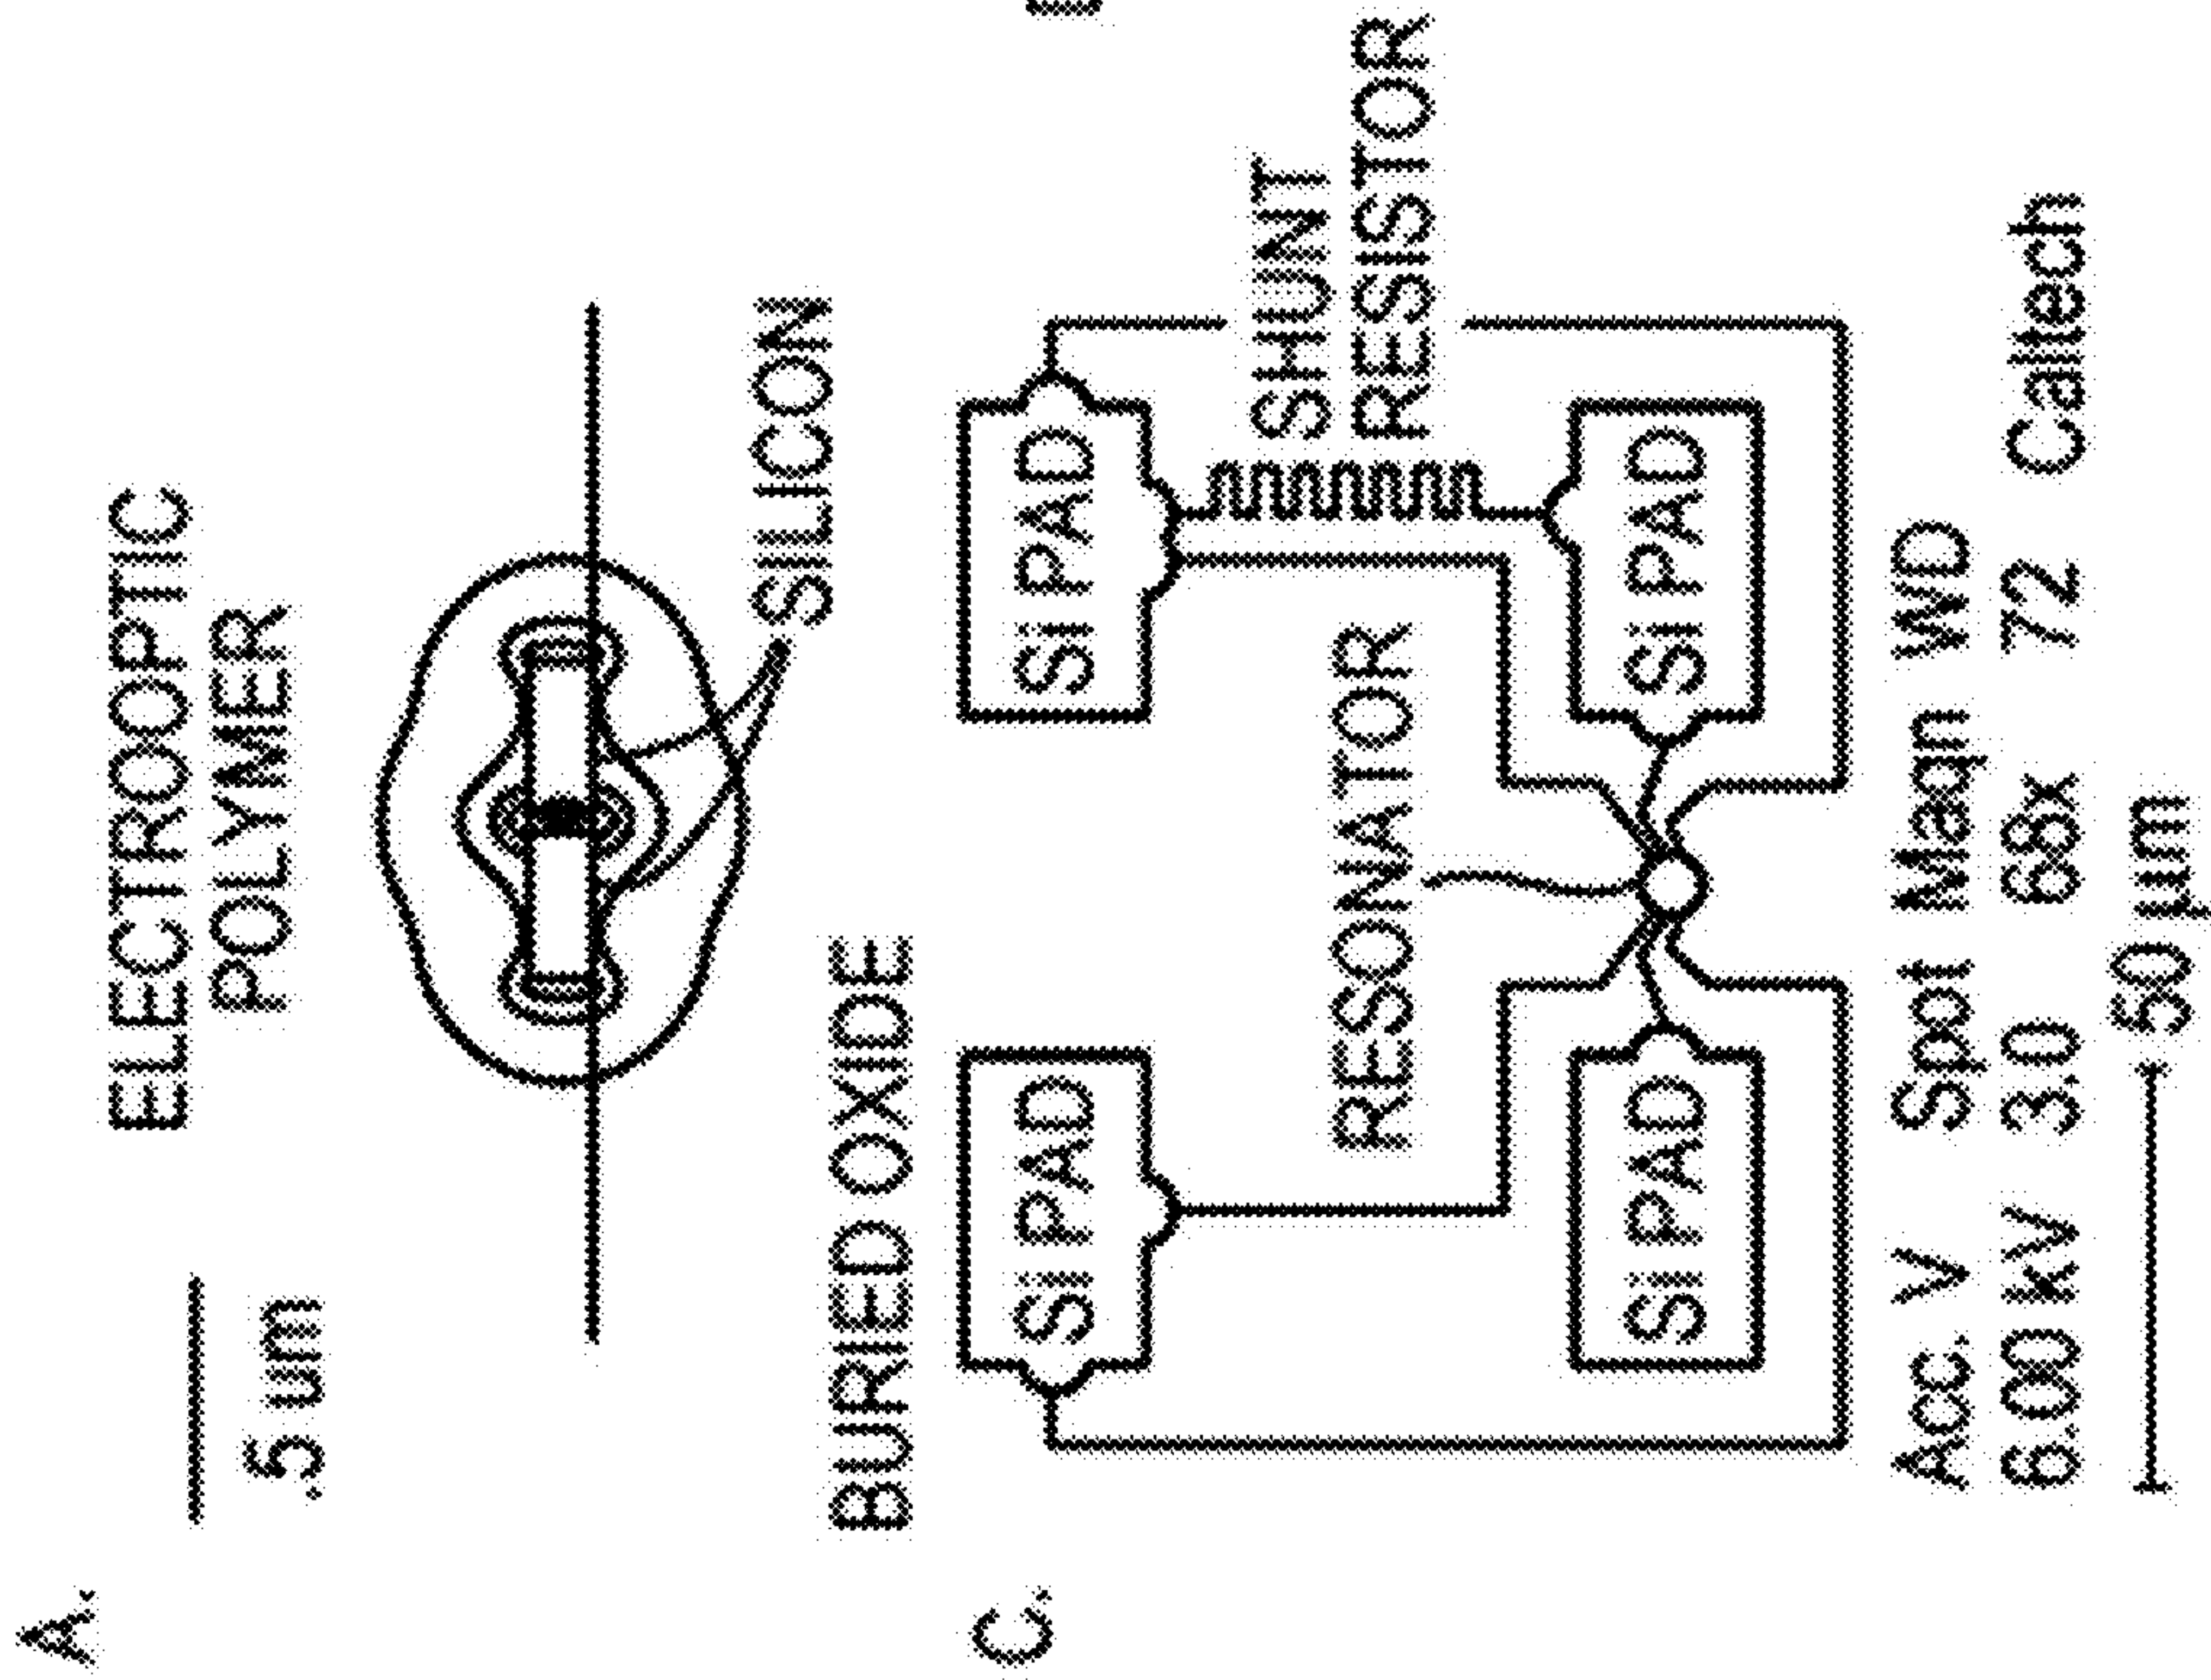 A.
ELECTROOPTIC
POLYMER
.5 um
SILICON
BURIED OXIDE
C.
Si PAD
Si PAD
SHUNT
RESISTOR
RESONATOR
Si PAD
Si PAD
Acc. V Spot Maqn WD
6.00 kV 3.0 68x 72 Caltech
50 µm